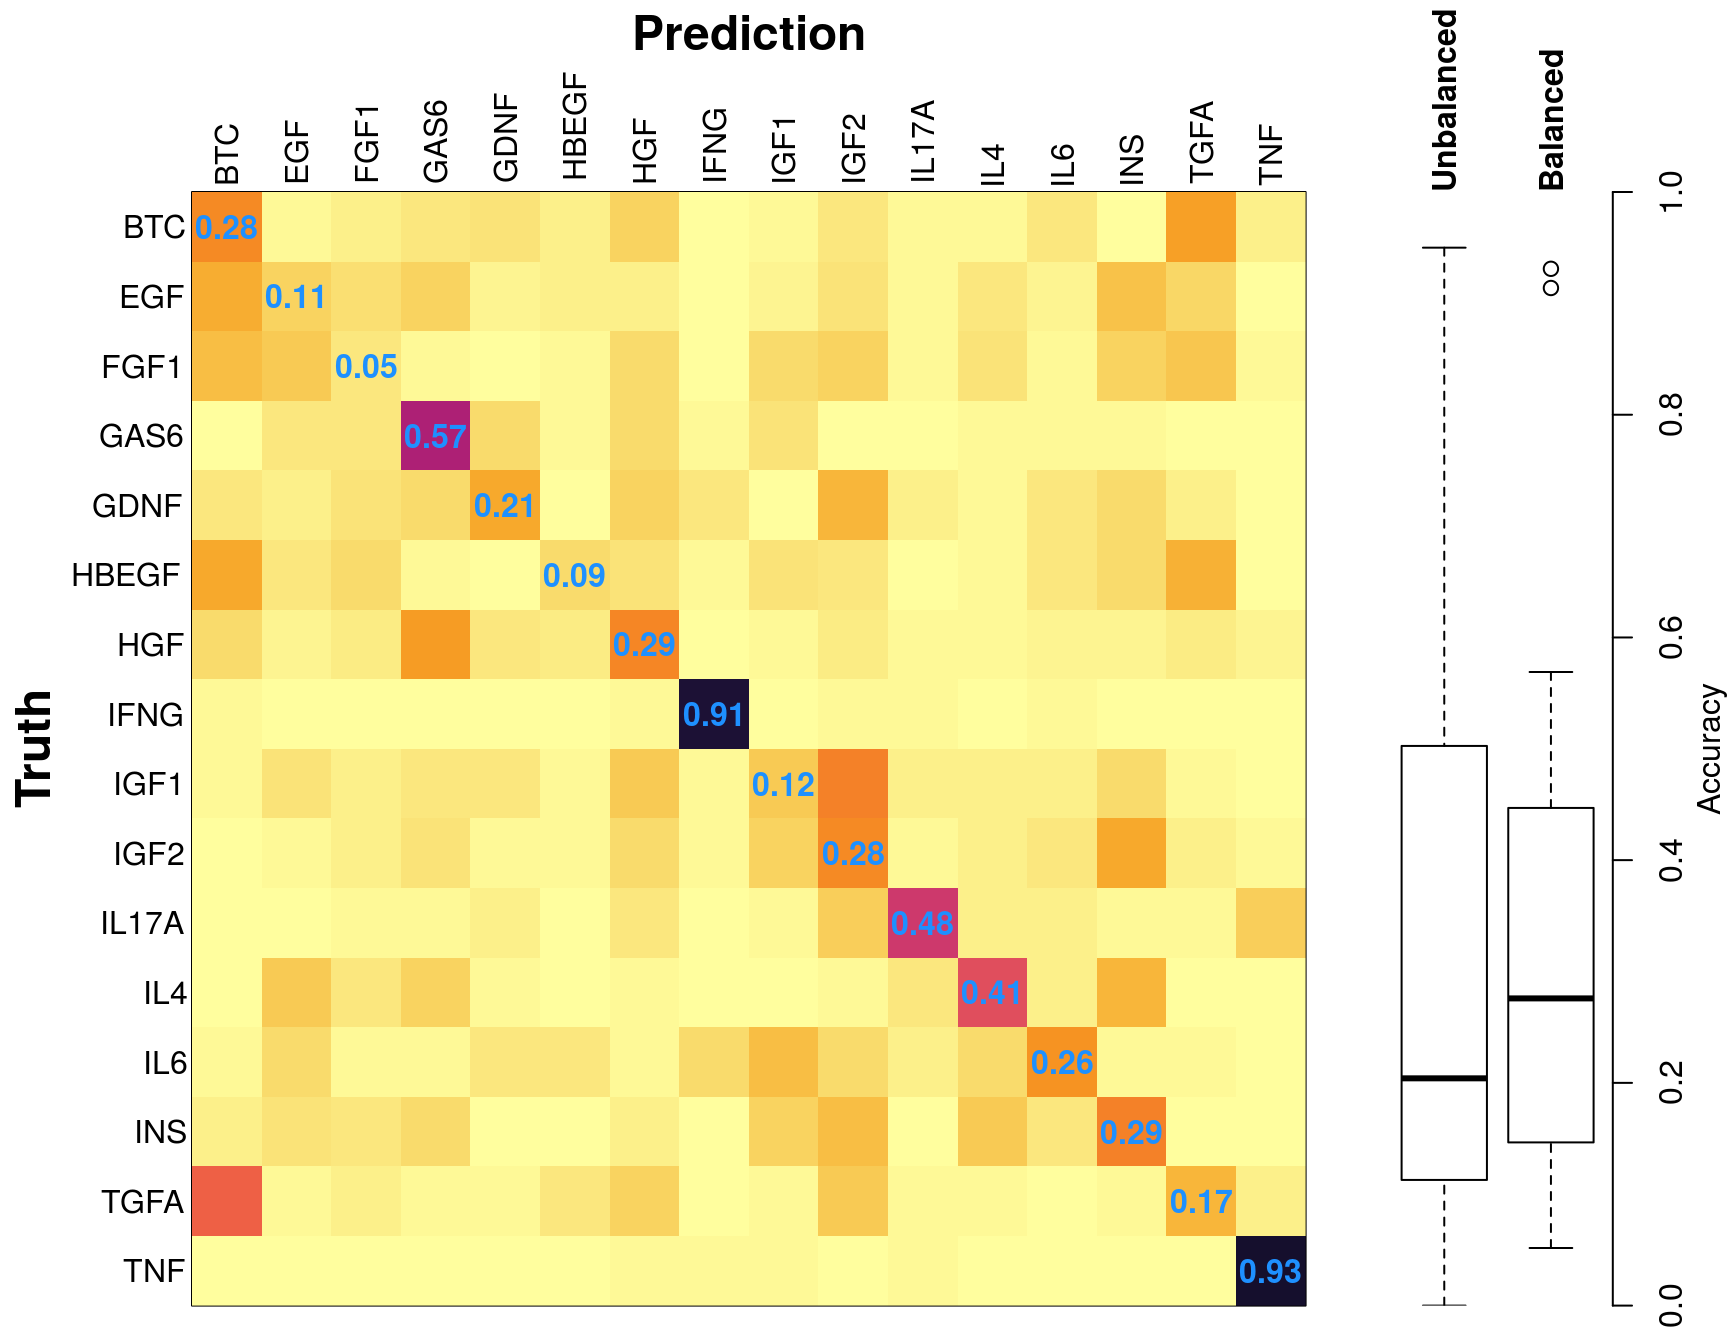 Prediction
Unbalanced
Balanced
BTC
EGF
FGF1
GAS6
GDNF
HBEGF
HGF
IFNG
IGF1
IGF2
IL17A
IL4
IL6
INS
TGFA
TNF
Truth
BTC 0.28
EGF 0.11
FGF1 0.05
GAS6 0.57
GDNF 0.21
HBEGF 0.09
HGF 0.29
IFNG 0.91
IGF1 0.12
IGF2 0.28
IL17A 0.48
IL4 0.41
IL6 0.26
INS 0.29
TGFA 0.17
TNF 0.93
1.0
0.8
0.6
0.4
0.2
0.0
Accuracy